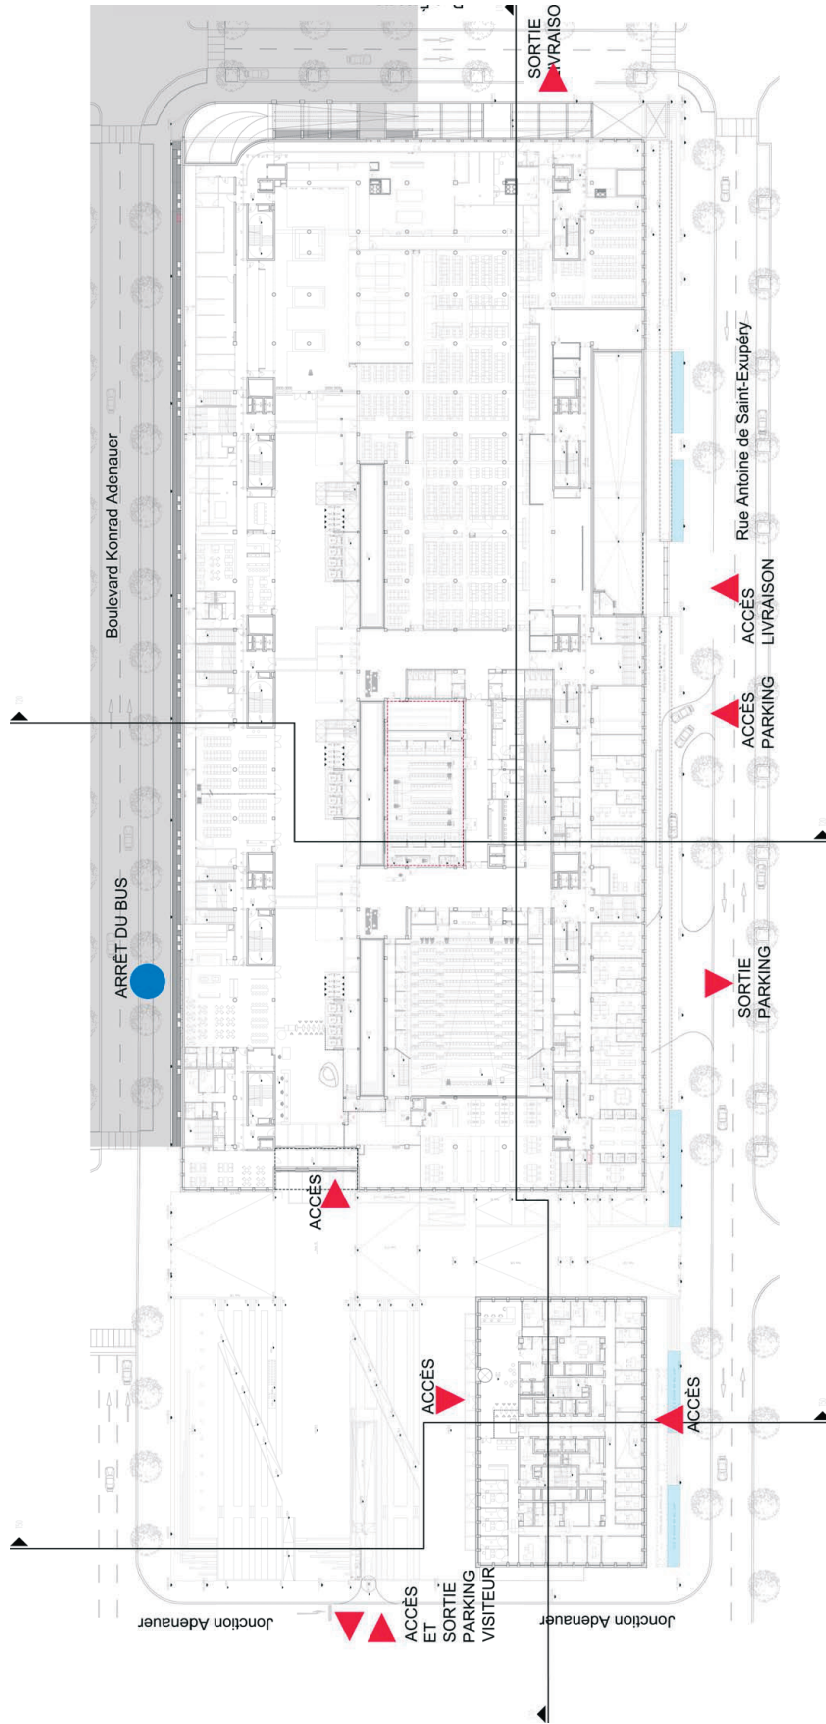 SORTIE
LIVRAISO
Boulevard Konrad Adenauer
Rue Antoine de Saint-Exupéry
ACCÈS
LIVRAISON
ACCÈS
PARKING
ARRÊT DU BUS
SORTIE
PARKING
ACCÈS
ACCÈS
ACCÈS
ACCÈS
ET
SORTIE
PARKING
VISITEUR
Jonction Adenauer
Jonction Adenauer